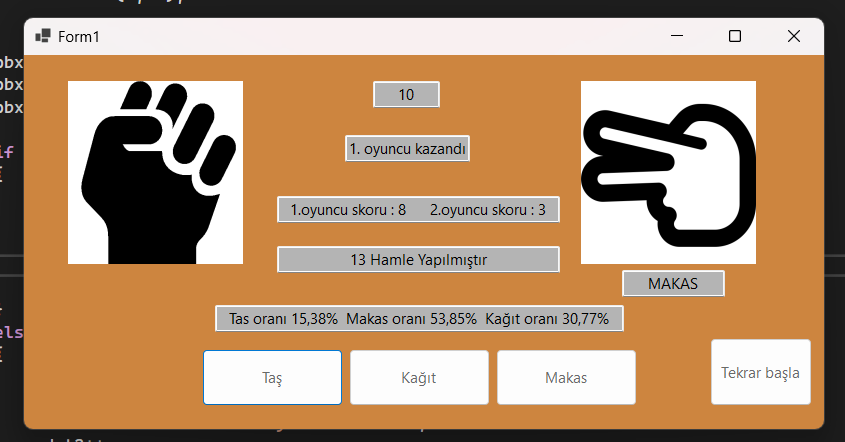 Form1
10
1. oyuncu kazandı
1.oyuncu skoru : 8 2.oyuncu skoru : 3
13 Hamle Yapılmıştır
MAKAS
Tas oranı 15,38% Makas oranı 53,85% Kağıt oranı 30,77%
Taş Kağıt Makas Tekrar başla